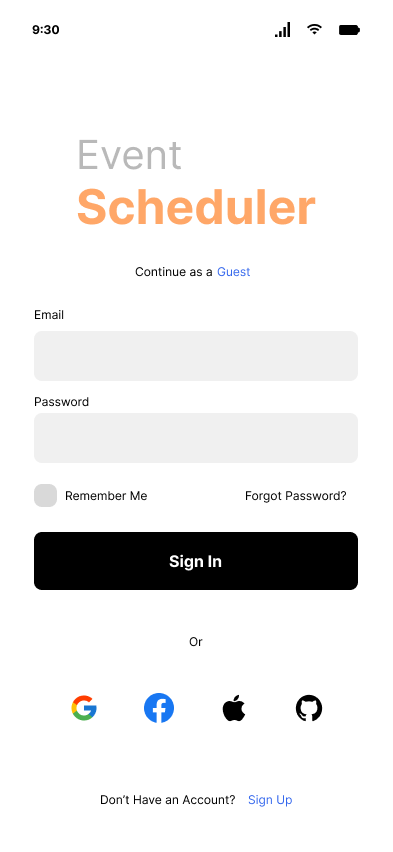 9:30
Event
Scheduler
Continue as a Guest
Email
Password
Remember Me Forgot Password?
Sign In
Or
Don’t Have an Account? Sign Up